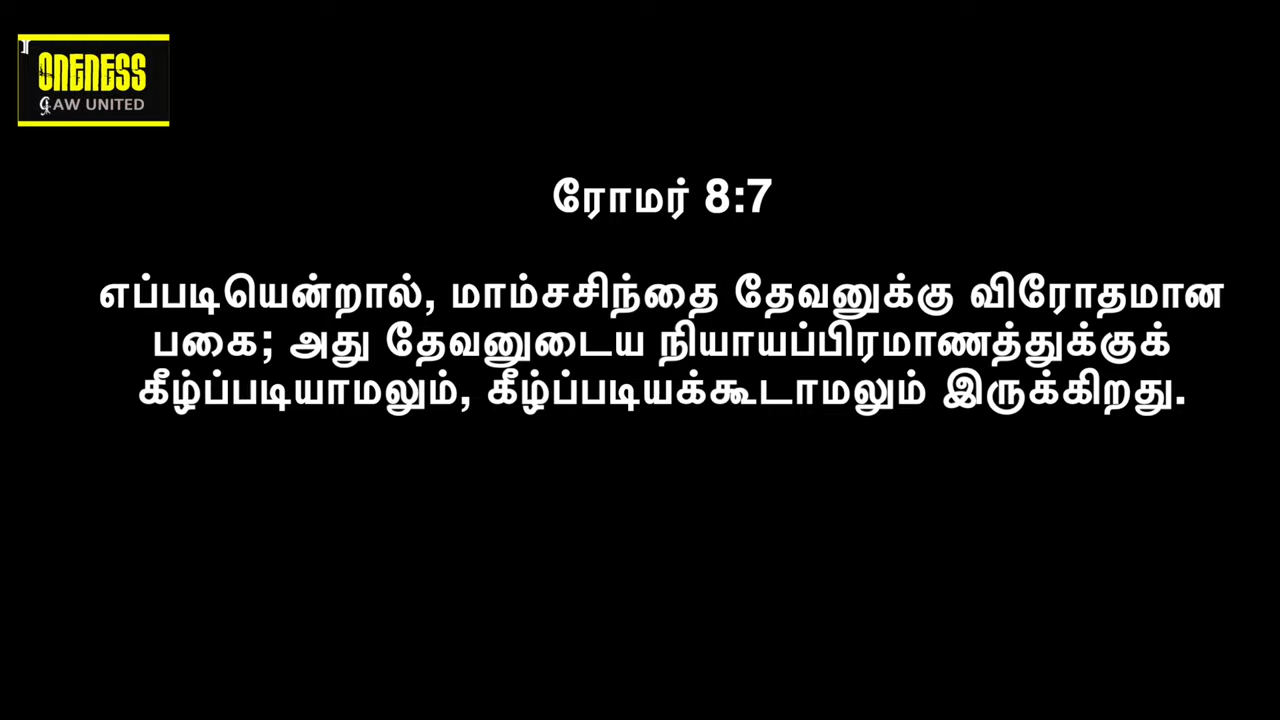 ONENESS
GAW UNITED
ரோமர் 8:7
எப்படியென்றால், மாம்சசிந்தை தேவனுக்கு விரோதமான
பகை; அது தேவனுடைய நியாயப்பிரமாணத்துக்குக்
கீழ்ப்படியாமலும், கீழ்ப்படியக்கூடாமலும் இருக்கிறது.